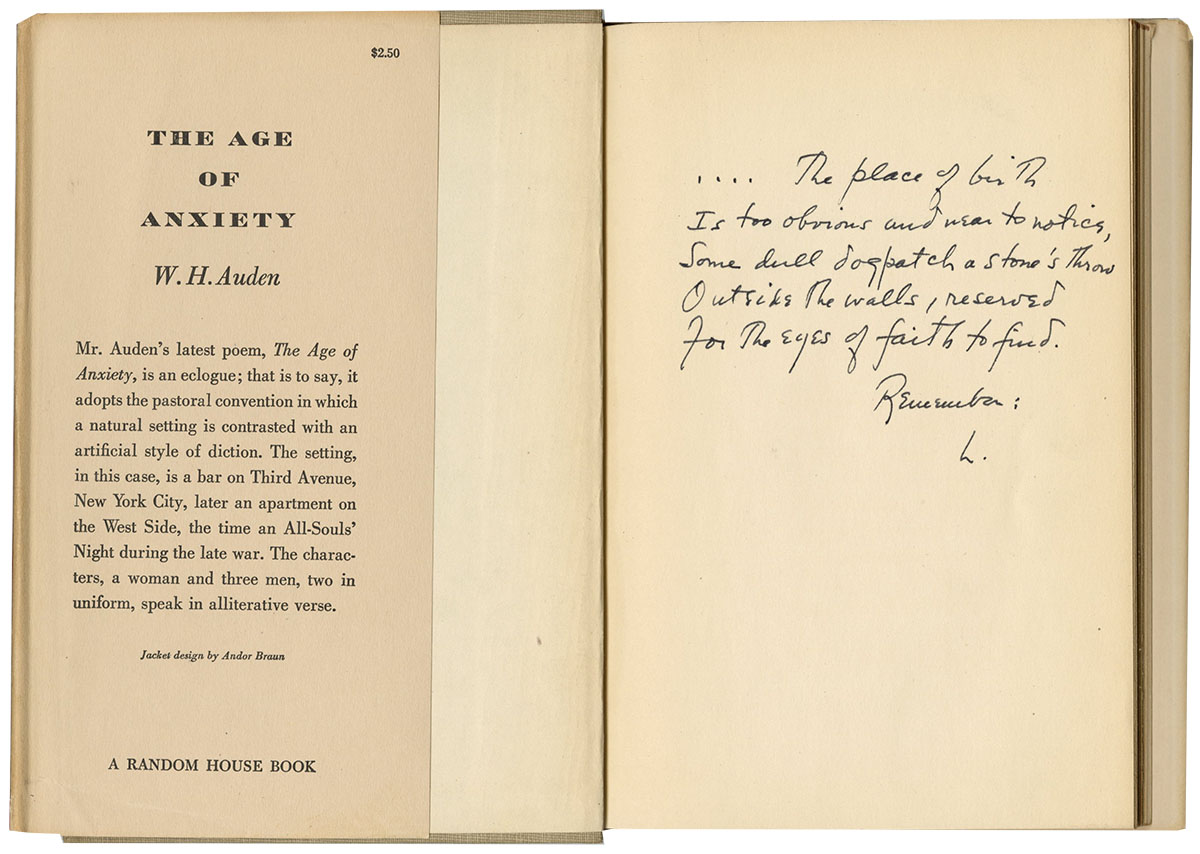 $2.50
THE AGE
OF
ANXIETY
W. H. Auden
Mr. Auden's latest poem, The Age of
Anxiety, is an eclogue; that is to say, it
adopts the pastoral convention in which
a natural setting is contrasted with an
artificial style of diction. The setting,
in this case, is a bar on Third Avenue,
New York City, later an apartment on
the West Side, the time an All-Souls'
Night during the late war. The charac-
ters, a woman and three men, two in
uniform, speak in alliterative verse.
Jacket design by Andor Braun
A RANDOM HOUSE BOOK
.... The place of birth
Is too obvious and near to notice,
Some dull dogpatch a stone's throw
Outside the walls, reserved
For the eyes of faith to find.
Remember:
L.